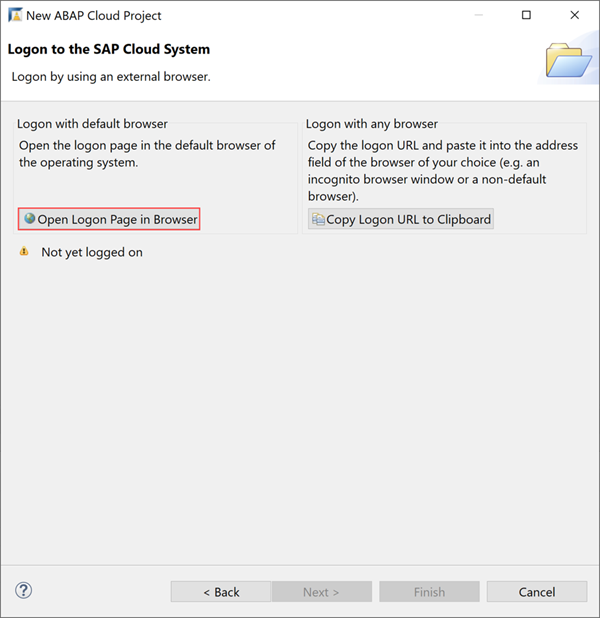 New ABAP Cloud Project
Logon to the SAP Cloud System
Logon by using an external browser.
Logon with default browser
Open the logon page in the default browser of
the operating system.
Open Logon Page in Browser
Logon with any browser
Copy the logon URL and paste it into the address
field of the browser of your choice (e.g. an
incognito browser window or a non-default
browser).
Copy Logon URL to Clipboard
Not yet logged on
?
< Back
Next >
Finish
Cancel